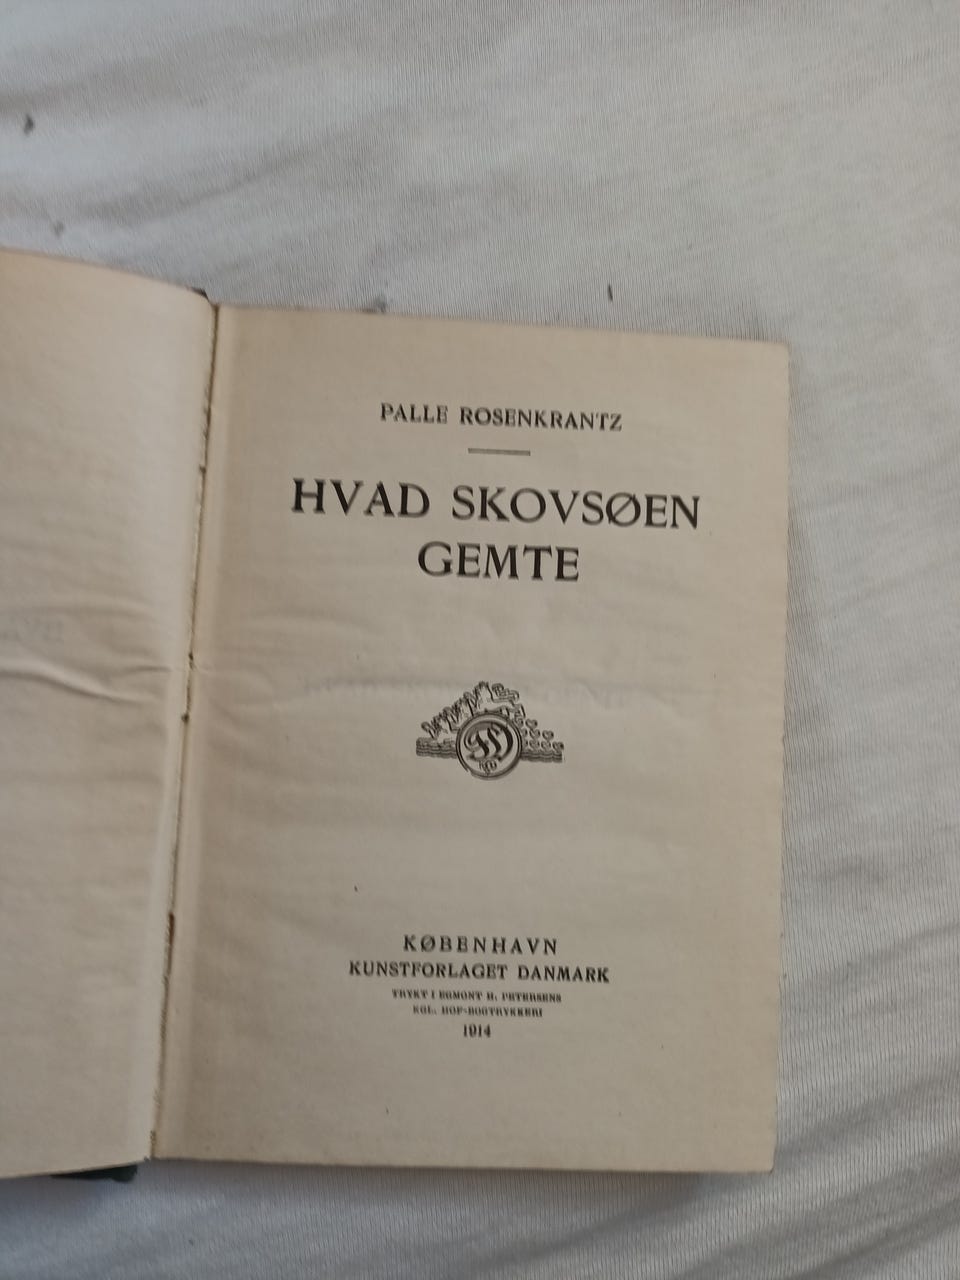 PALLE ROSENKRANTZ
HVAD SKOVSØEN
GEMTE
KØBENHAVN
KUNSTFORLAGET DANMARK
TRYKT I EGMONT H. PETERSENS
KGL. HOF-BOGTRYKKERI
1914